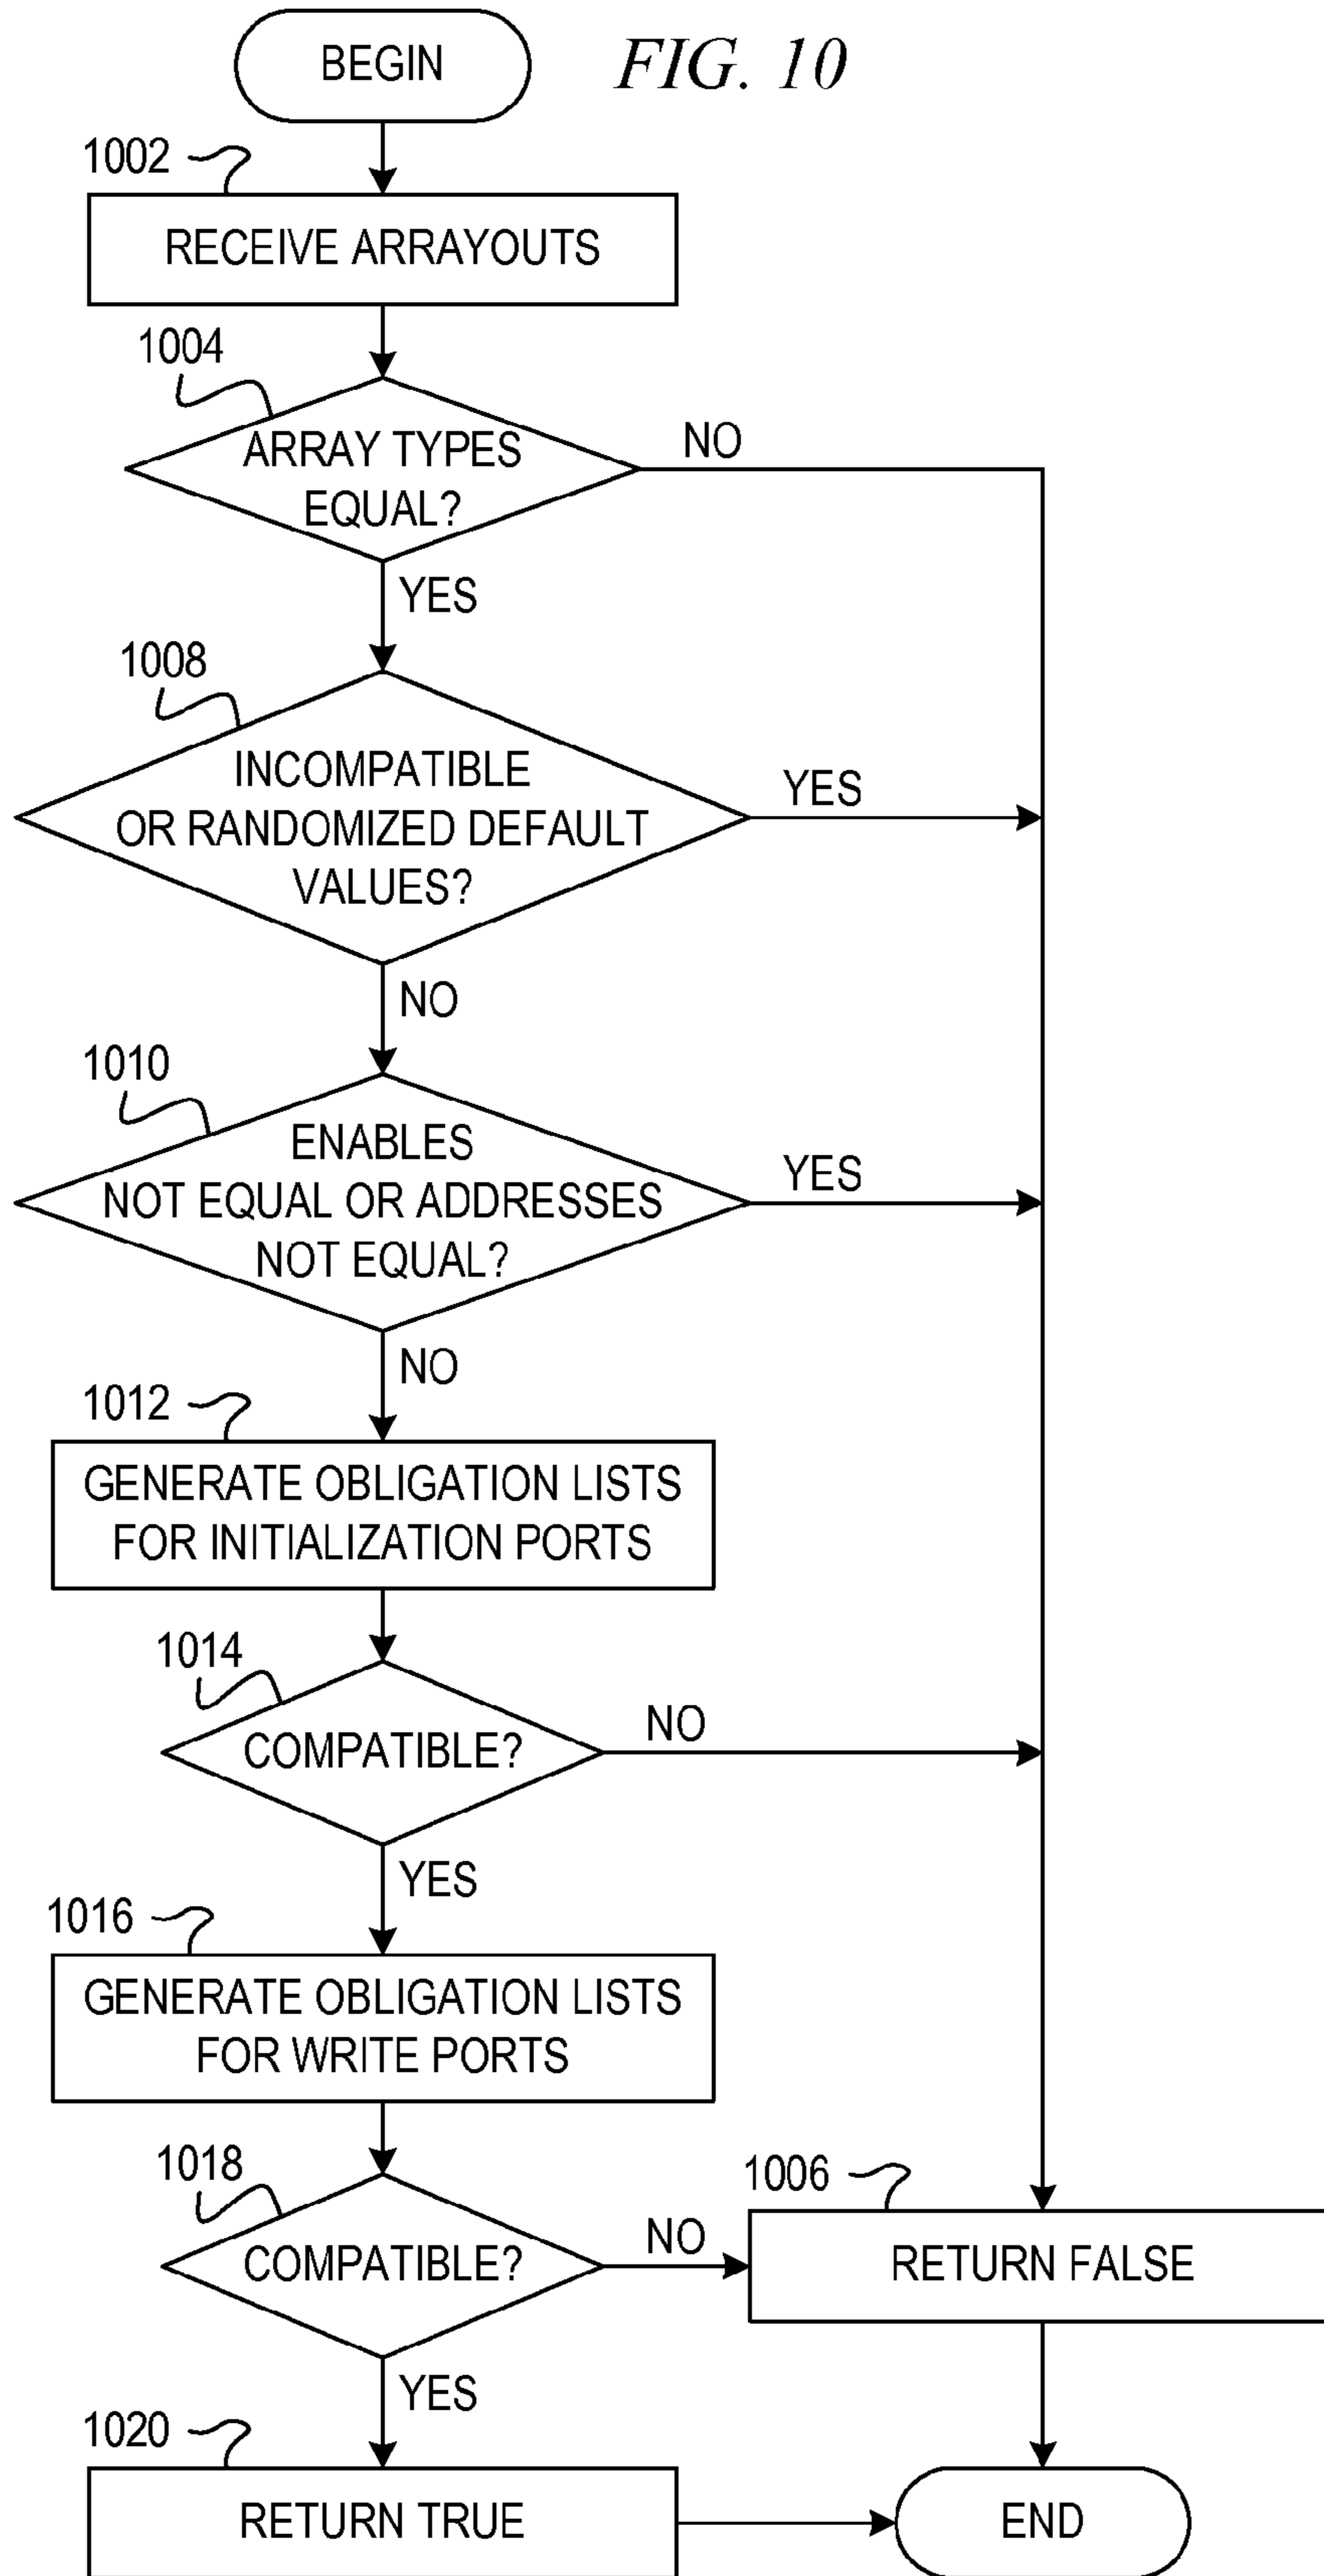 BEGIN
FIG. 10
1002
RECEIVE ARRAYOUTS
1004
ARRAY TYPES
EQUAL?
NO
YES
1008
INCOMPATIBLE
OR RANDOMIZED DEFAULT
VALUES?
YES
NO
1010
ENABLES
NOT EQUAL OR ADDRESSES
NOT EQUAL?
YES
NO
1012
GENERATE OBLIGATION LISTS
FOR INITIALIZATION PORTS
1014
COMPATIBLE?
NO
YES
1016
GENERATE OBLIGATION LISTS
FOR WRITE PORTS
1018
COMPATIBLE?
NO
1006
RETURN FALSE
YES
1020
RETURN TRUE
END